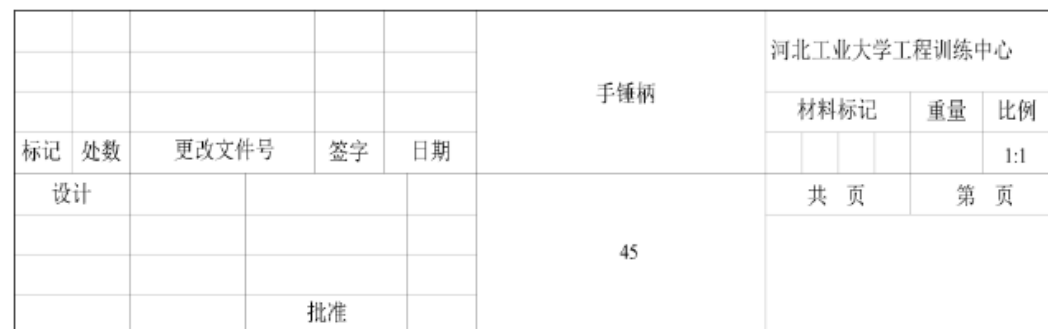 河北工业大学工程训练中心
手锤柄
材料标记 重量 比例
标记 处数 更改文件号 签字 日期
1:1
设计
共 页 第 页
45
批准